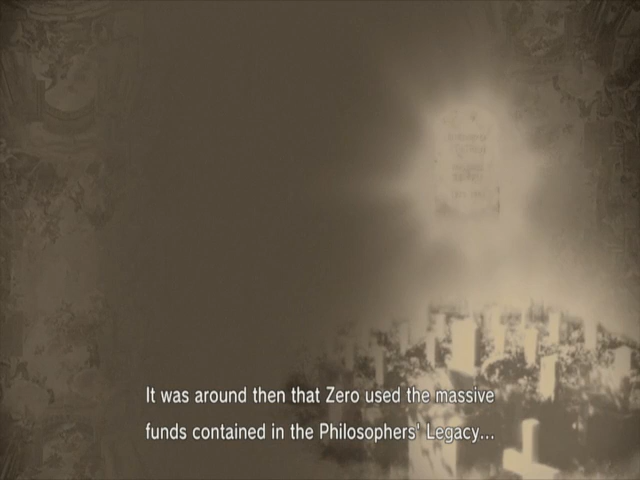 It was around then that Zero used the massive
funds contained in the Philosophers' Legacy...